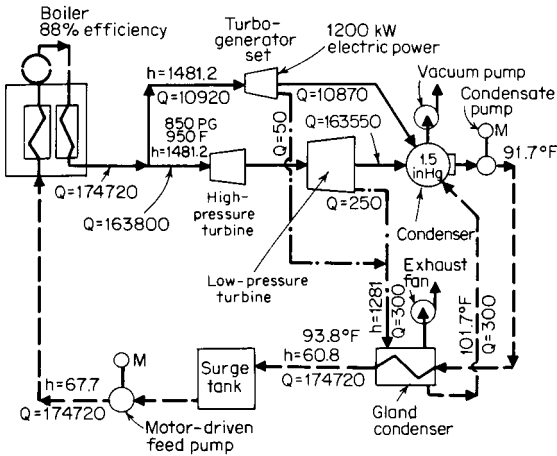 Boiler
88% efficiency
Turbo-
generator
set
1200 kW
electric power
h=1481.2
Q=10920
Q=10870
Vacuum pump
Condensate
pump
M
850 PG
950 F
h=1481.2
Q=50
Q=163550
1.5
inHg
91.7°F
Q=174720
Q=163800
High-
pressure
turbine
Q=250
Condenser
Low-pressure
turbine
Exhaust
fan
h=1281
Q=300
101.7°F
Q=300
93.8°F
h=60.8
Q=174720
M
Surge
tank
h=67.7
Q=174720
Gland
condenser
Motor-driven
feed pump